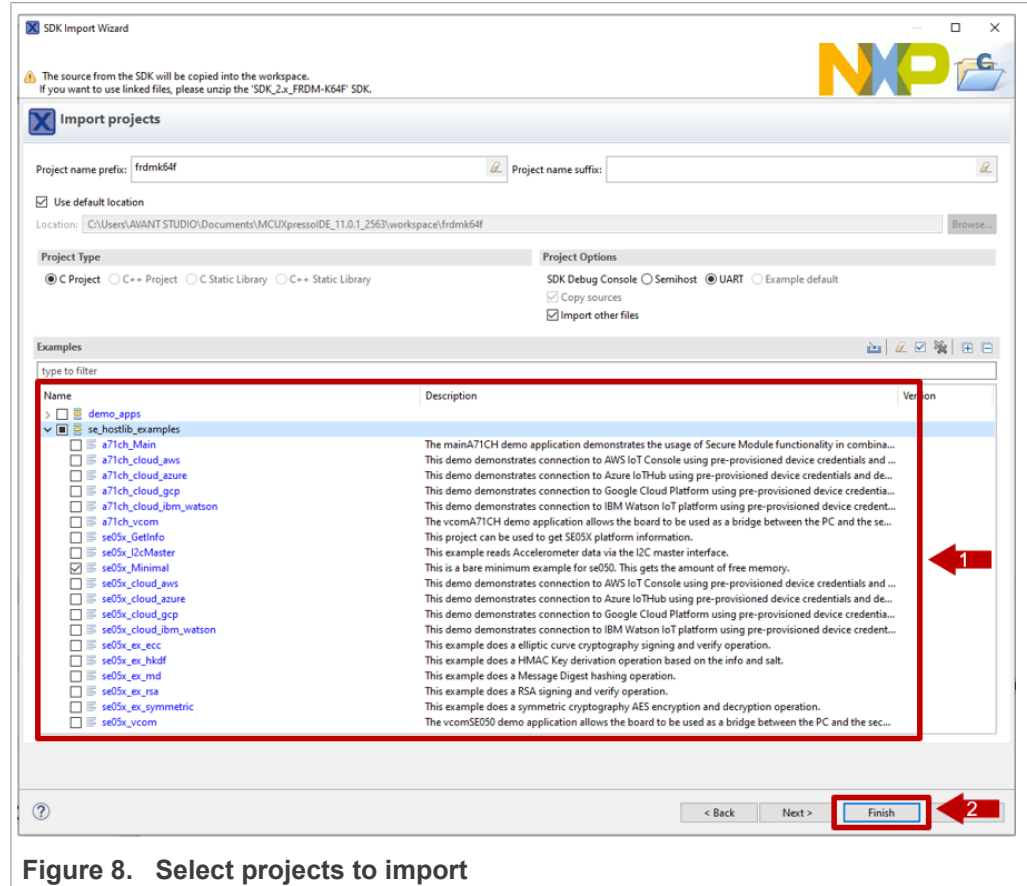 SDK Import Wizard
The source from the SDK will be copied into the workspace.
If you want to use linked files, please unzip the 'SDK_2.x_FRDM-K64F' SDK.
NXP
Import projects
Project name prefix: frdmk64f Project name suffix:
Use default location
Location: C:\Users\AVANT STUDIO\Documents\MCUXpressoIDE_11.0.1_2563\workspace\frdmk64f Browse...
Project Type Project Options
C Project C++ Project C Static Library C++ Static Library SDK Debug Console Semihost UART Example default
Copy sources
Import other files
Examples
type to filter
Name Description Version
demo_apps
se_hostlib_examples
a71ch_Main The mainA71CH demo application demonstrates the usage of Secure Module functionality in combina...
a71ch_cloud_aws This demo demonstrates connection to AWS IoT Console using pre-provisioned device credentials and ...
a71ch_cloud_azure This demo demonstrates connection to Azure IoTHub using pre-provisioned device credentials and de...
a71ch_cloud_gcp This demo demonstrates connection to Google Cloud Platform using pre-provisioned device credentia...
a71ch_cloud_ibm_watson This demo demonstrates connection to IBM Watson IoT platform using pre-provisioned device credent...
a71ch_vcom The vcomA71CH demo application allows the board to be used as a bridge between the PC and the se...
se05x_GetInfo This project can be used to get SE05X platform information.
se05x_I2cMaster This example reads Accelerometer data via the I2C master interface.
1
se05x_Minimal This is a bare minimum example for se050. This gets the amount of free memory.
se05x_cloud_aws This demo demonstrates connection to AWS IoT Console using pre-provisioned device credentials and ...
se05x_cloud_azure This demo demonstrates connection to Azure IoTHub using pre-provisioned device credentials and de...
se05x_cloud_gcp This demo demonstrates connection to Google Cloud Platform using pre-provisioned device credentia...
se05x_cloud_ibm_watson This demo demonstrates connection to IBM Watson IoT platform using pre-provisioned device credent...
se05x_ex_ecc This example does a elliptic curve cryptography signing and verify operation.
se05x_ex_hkdf This example does a HMAC Key derivation operation based on the info and salt.
se05x_ex_md This example does a Message Digest hashing operation.
se05x_ex_rsa This example does a RSA signing and verify operation.
se05x_ex_symmetric This example does a symmetric cryptography AES encryption and decryption operation.
se05x_vcom The vcomSE050 demo application allows the board to be used as a bridge between the PC and the sec...
< Back Next > Finish 2
Figure 8. Select projects to import